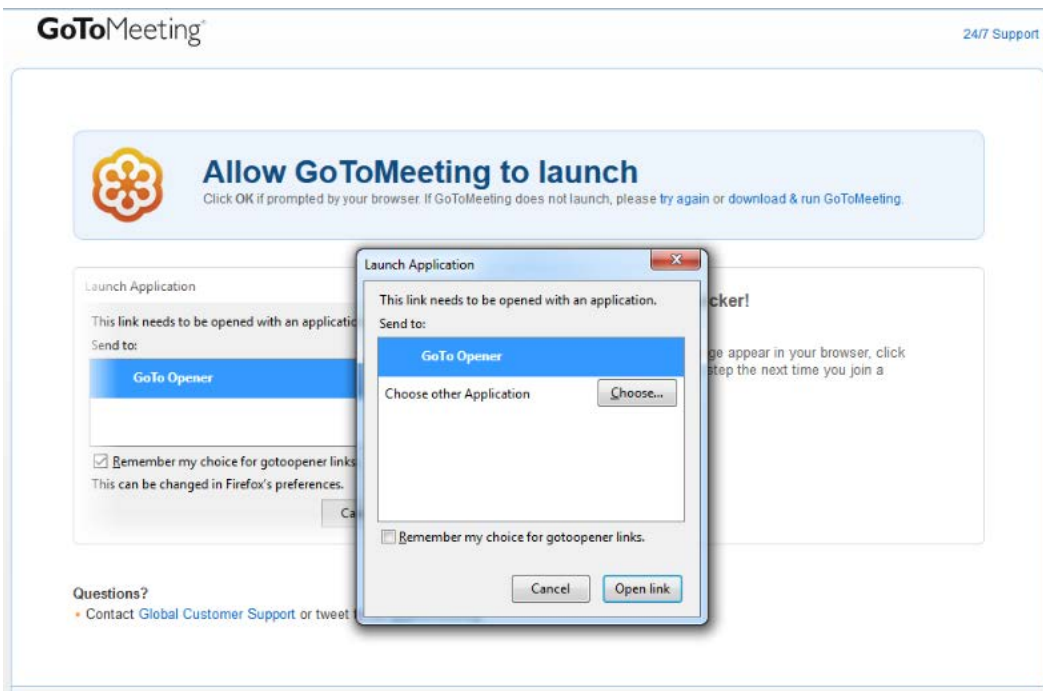 GoToMeeting
24/7 Support
Allow GoToMeeting to launch
Click OK if prompted by your browser. If GoToMeeting does not launch, please try again or download & run GoToMeeting.
Launch Application
This link needs to be opened with an
Send to:
GoTo Opener
Remember my choice for gotoopener links
This can be changed in Firefox's preferences.
Launch Application
This link needs to be opened with an application.
Send to:
GoTo Opener
Choose other Application
Choose...
Remember my choice for gotoopener links.
Cancel
Open link
cker!
ge appear in your browser, click
step the next time you join a
Questions?
• Contact Global Customer Support or tweet